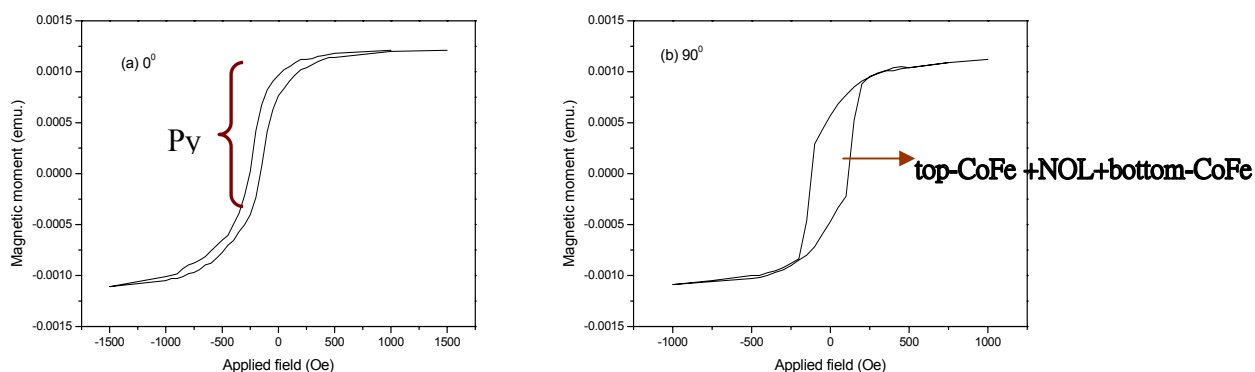 (a) 0⁰
Py
0.0015
0.0010
0.0005
0.0000
-0.0005
-0.0010
-0.0015
Magnetic moment (emu.)
-1500 -1000 -500 0 500 1000 1500
Applied field (Oe)
(b) 90⁰
top-CoFe +NOL+bottom-CoFe
0.0015
0.0010
0.0005
0.0000
-0.0005
-0.0010
-0.0015
Magnetic moment (emu.)
-1000 -500 0 500 1000
Applied field (Oe)